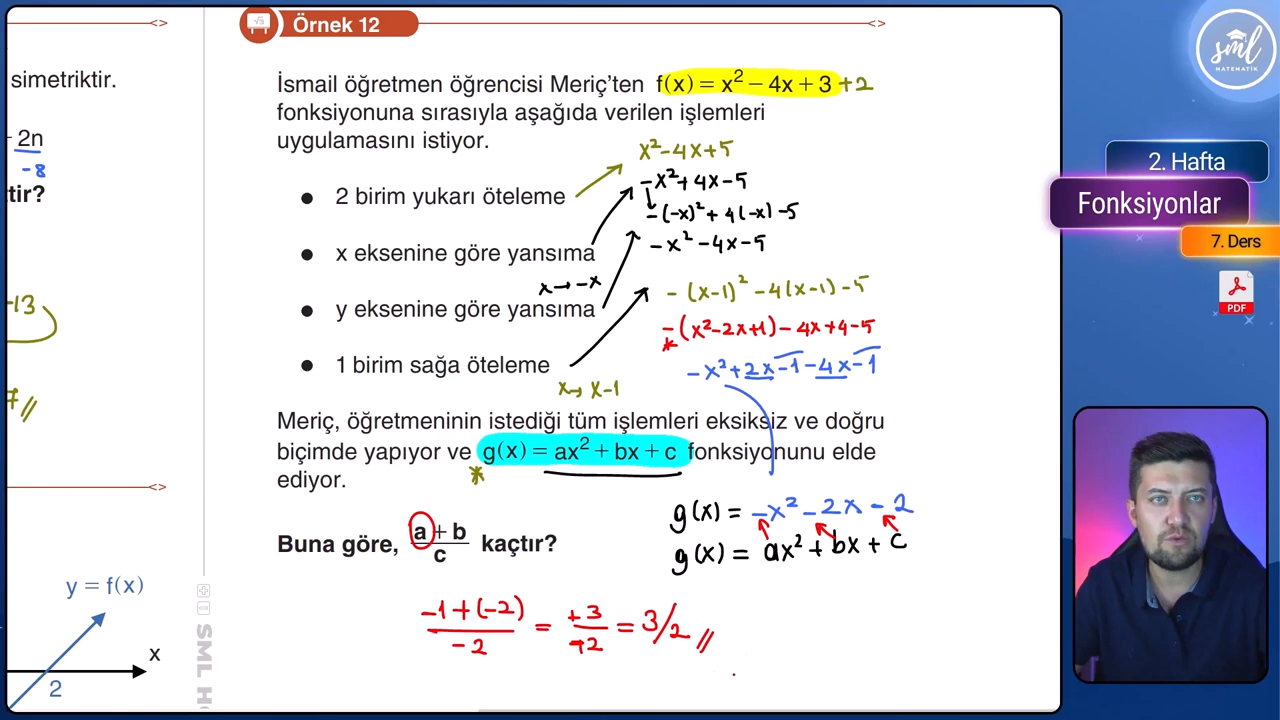 Örnek 12
simetriktir.
İsmail öğretmen öğrencisi Meriç'ten f(x) = x² − 4x + 3 +2
fonksiyonuna sırasıyla aşağıda verilen işlemleri
uygulamasını istiyor.
- 2n
-8
tir?
x²-4x+5
• 2 birim yukarı öteleme
-x²+4x-5
-(-x)²+4(-x)-5
• x eksenine göre yansıma
-x²-4x-5
x→-x
• y eksenine göre yansıma
-(x-1)²-4(x-1)-5
-13
-(x²-2x+1)-4x+4-5
*
• 1 birim sağa öteleme
-x²+2x-1-4x-1
x→x-1
7//
Meriç, öğretmeninin istediği tüm işlemleri eksiksiz ve doğru
biçimde yapıyor ve g(x) = ax² + bx + c fonksiyonunu elde
*
ediyor.
g(x) = -x²-2x-2
g(x) = ax²+bx+c
Buna göre, a + b / c kaçtır?
-1+(-2) / -2 = +3 / +2 = 3/2 //
y = f(x)
x
2
SML H
sml
MATEMATİK
2. Hafta
Fonksiyonlar
7. Ders
PDF